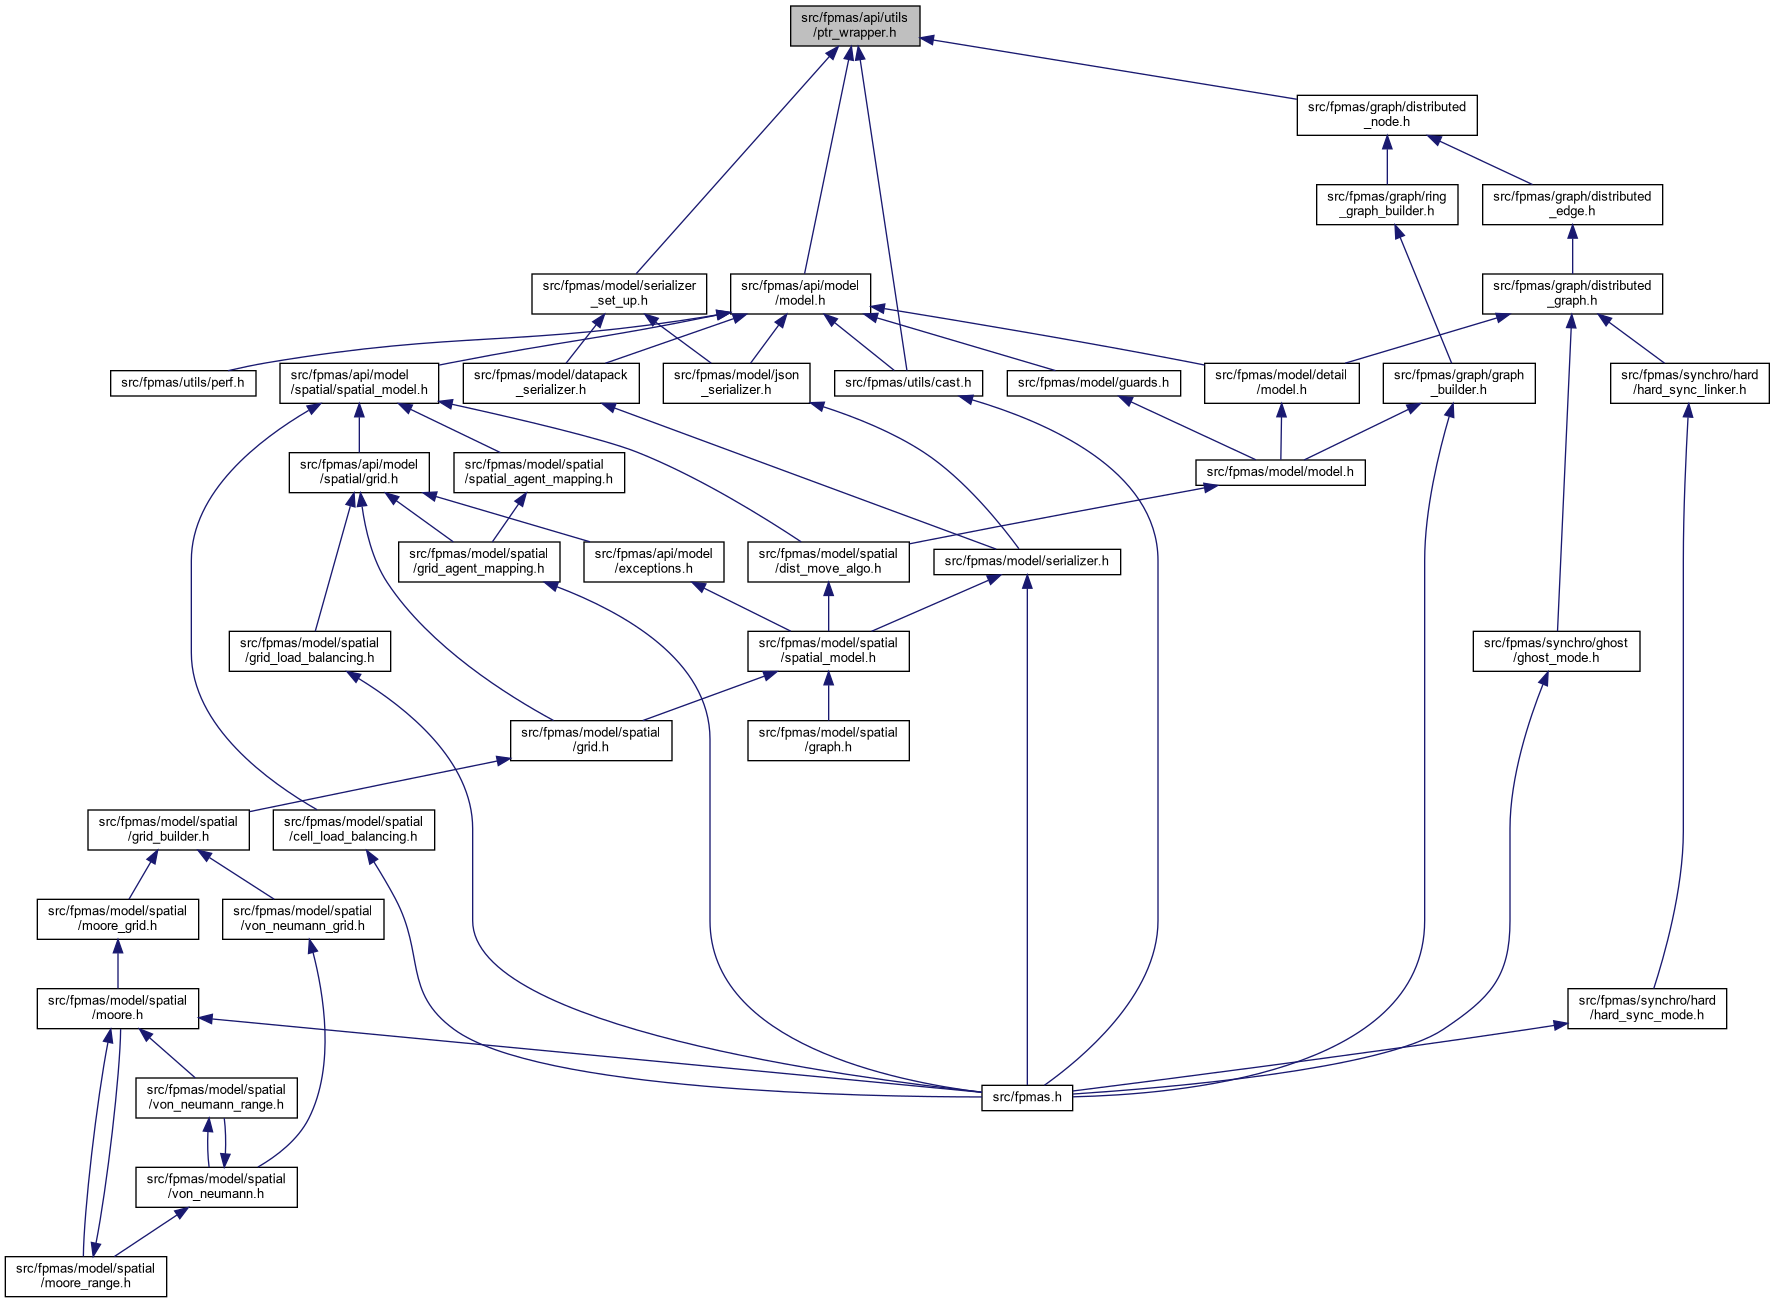 src/fpmas/api/utils
/ptr_wrapper.h
src/fpmas/graph/distributed
_node.h
src/fpmas/graph/ring
_graph_builder.h
src/fpmas/graph/distributed
_edge.h
src/fpmas/model/serializer
_set_up.h
src/fpmas/api/model
/model.h
src/fpmas/graph/distributed
_graph.h
src/fpmas/utils/perf.h
src/fpmas/api/model
/spatial/spatial_model.h
src/fpmas/model/datapack
_serializer.h
src/fpmas/model/json
_serializer.h
src/fpmas/utils/cast.h
src/fpmas/model/guards.h
src/fpmas/model/detail
/model.h
src/fpmas/graph/graph
_builder.h
src/fpmas/synchro/hard
/hard_sync_linker.h
src/fpmas/api/model
/spatial/grid.h
src/fpmas/model/spatial
/spatial_agent_mapping.h
src/fpmas/model/model.h
src/fpmas/model/spatial
/grid_agent_mapping.h
src/fpmas/api/model
/exceptions.h
src/fpmas/model/spatial
/dist_move_algo.h
src/fpmas/model/serializer.h
src/fpmas/model/spatial
/grid_load_balancing.h
src/fpmas/model/spatial
/spatial_model.h
src/fpmas/synchro/ghost
/ghost_mode.h
src/fpmas/model/spatial
/grid.h
src/fpmas/model/spatial
/graph.h
src/fpmas/model/spatial
/grid_builder.h
src/fpmas/model/spatial
/cell_load_balancing.h
src/fpmas/model/spatial
/moore_grid.h
src/fpmas/model/spatial
/von_neumann_grid.h
src/fpmas/model/spatial
/moore.h
src/fpmas/synchro/hard
/hard_sync_mode.h
src/fpmas/model/spatial
/von_neumann_range.h
src/fpmas.h
src/fpmas/model/spatial
/von_neumann.h
src/fpmas/model/spatial
/moore_range.h